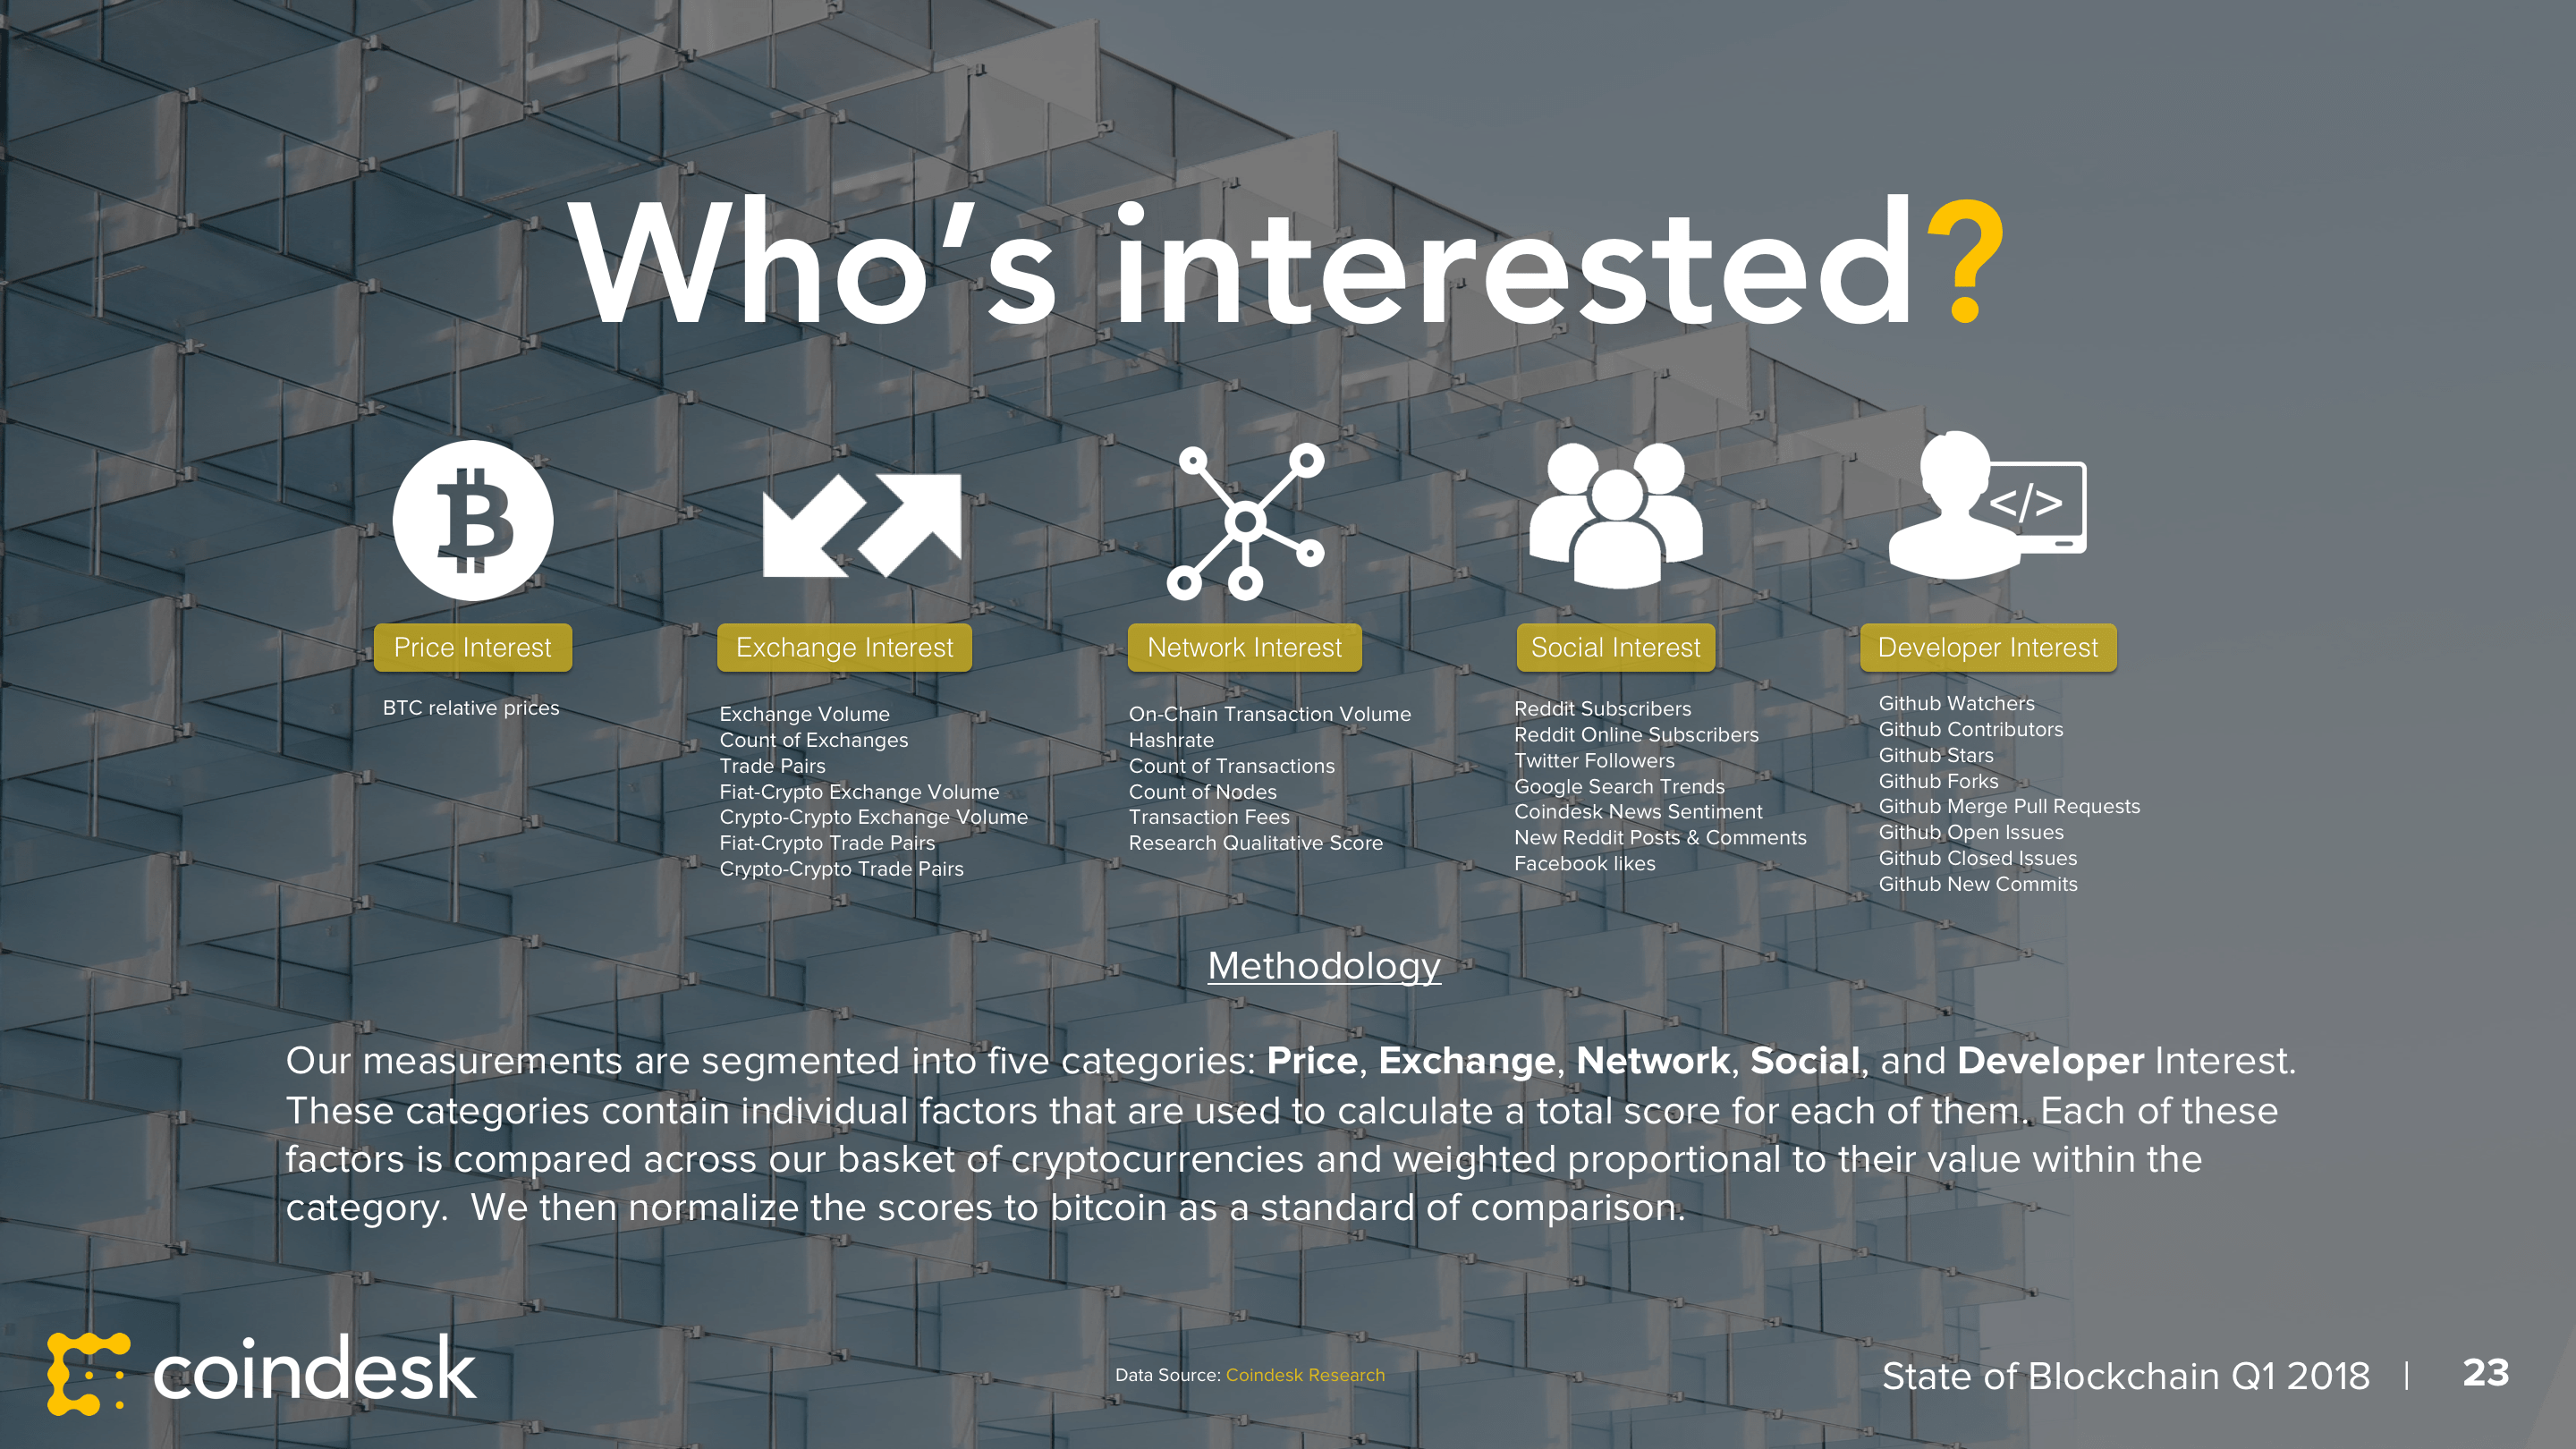 Who's interested?
Price Interest
BTC relative prices
Exchange Interest
Exchange Volume
Count of Exchanges
Trade Pairs
Fiat-Crypto Exchange Volume
Crypto-Crypto Exchange Volume
Fiat-Crypto Trade Pairs
Crypto-Crypto Trade Pairs
Network Interest
On-Chain Transaction Volume
Hashrate
Count of Transactions
Count of Nodes
Transaction Fees
Research Qualitative Score
Social Interest
Reddit Subscribers
Reddit Online Subscribers
Twitter Followers
Google Search Trends
Coindesk News Sentiment
New Reddit Posts & Comments
Facebook likes
</>
Developer Interest
Github Watchers
Github Contributors
Github Stars
Github Forks
Github Merge Pull Requests
Github Open Issues
Github Closed Issues
Github New Commits
Methodology
Our measurements are segmented into five categories: Price, Exchange, Network, Social, and Developer Interest.
These categories contain individual factors that are used to calculate a total score for each of them. Each of these
factors is compared across our basket of cryptocurrencies and weighted proportional to their value within the
category.  We then normalize the scores to bitcoin as a standard of comparison.
coindesk
Data Source: Coindesk Research
State of Blockchain Q1 2018 | 23